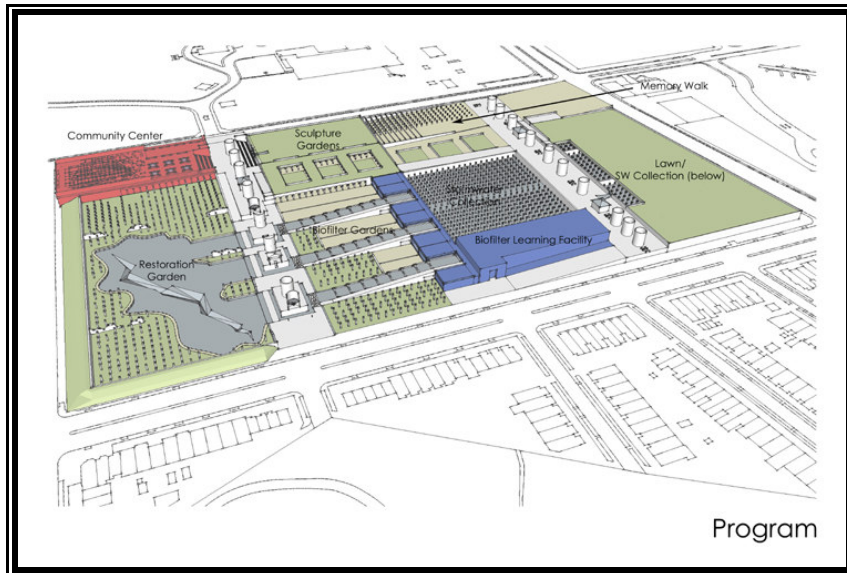 Memory Walk
Community Center
Sculpture
Gardens
Lawn/
SW Collection (below)
Stormwater
Collection
Biofilter Gardens
Biofilter Learning Facility
Restoration
Garden
Program